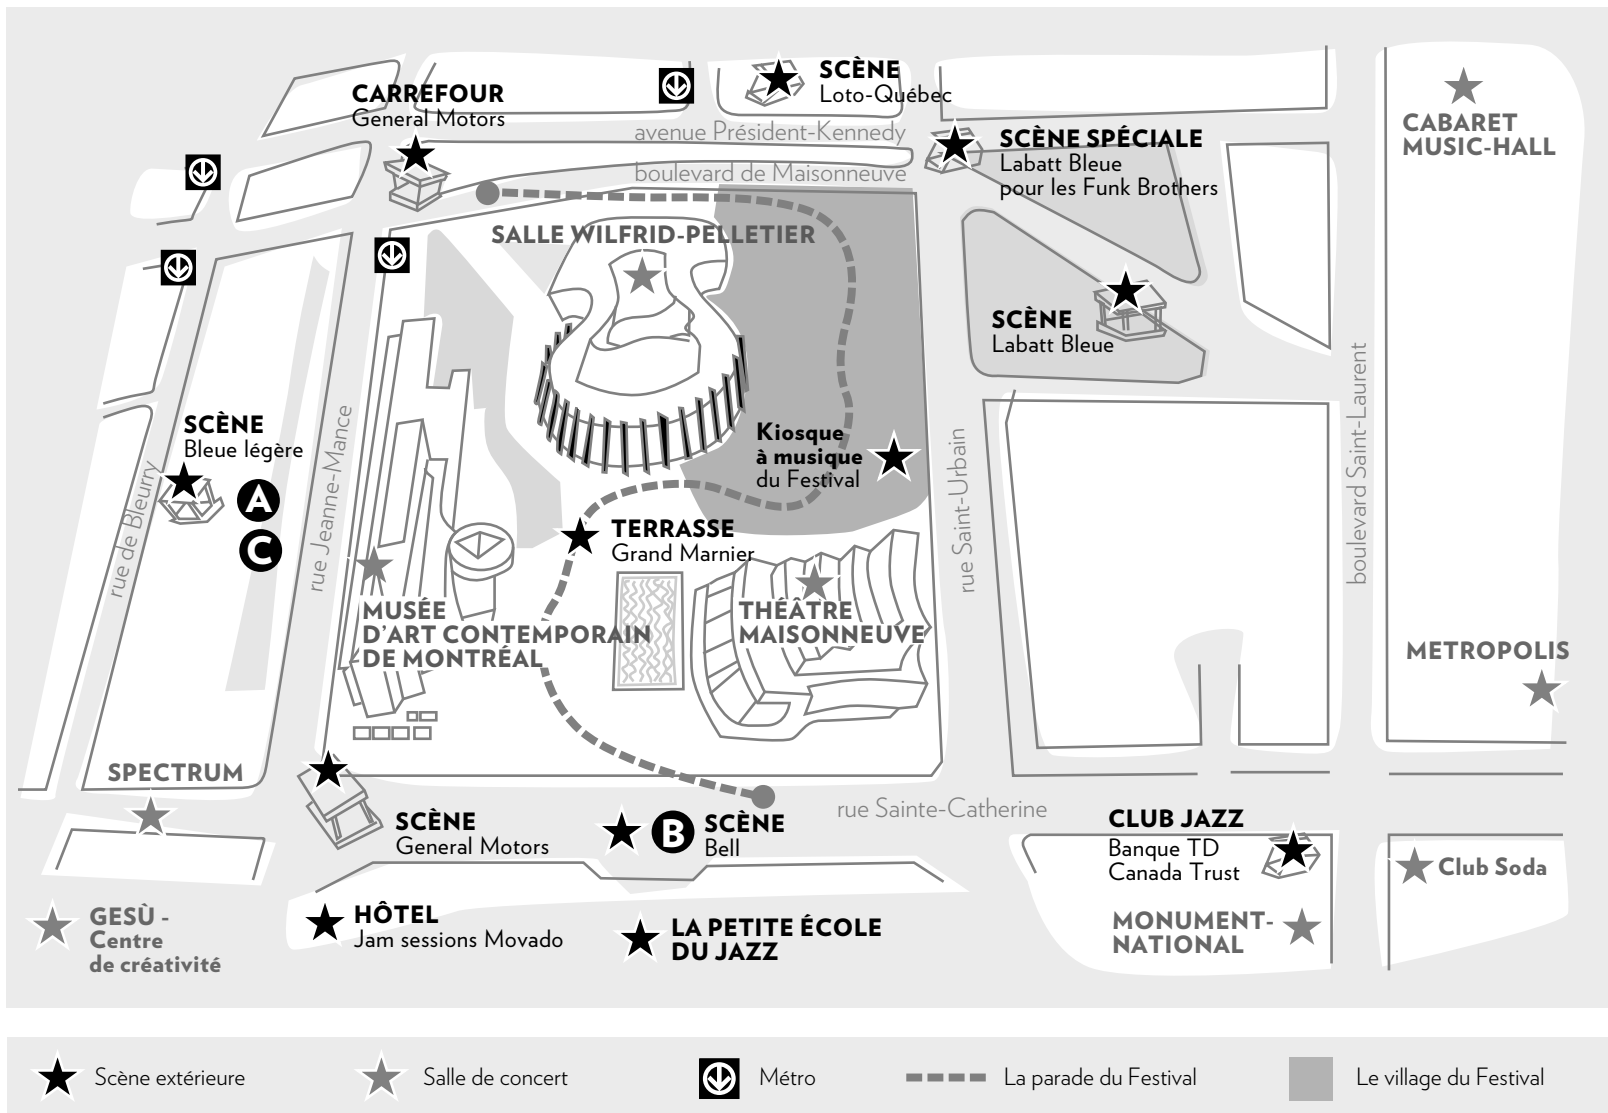 SCÈNE
Loto-Québec
CARREFOUR
General Motors
avenue Président-Kennedy
boulevard de Maisonneuve
SCÈNE SPÉCIALE
Labatt Bleue
pour les Funk Brothers
CABARET
MUSIC-HALL
SALLE WILFRID-PELLETIER
SCÈNE
Labatt Bleue
SCÈNE
Bleue légère
A
C
rue de Bleurry
rue Jeanne-Mance
Kiosque
à musique
du Festival
rue Saint-Urbain
boulevard Saint-Laurent
TERRASSE
Grand Marnier
MUSÉE
D'ART CONTEMPORAIN
DE MONTRÉAL
THÉÂTRE
MAISONNEUVE
METROPOLIS
SPECTRUM
SCÈNE
General Motors
B
SCÈNE
Bell
rue Sainte-Catherine
CLUB JAZZ
Banque TD
Canada Trust
Club Soda
GESÙ -
Centre
de créativité
HÔTEL
Jam sessions Movado
LA PETITE ÉCOLE
DU JAZZ
MONUMENT-
NATIONAL
Scène extérieure
Salle de concert
Métro
La parade du Festival
Le village du Festival